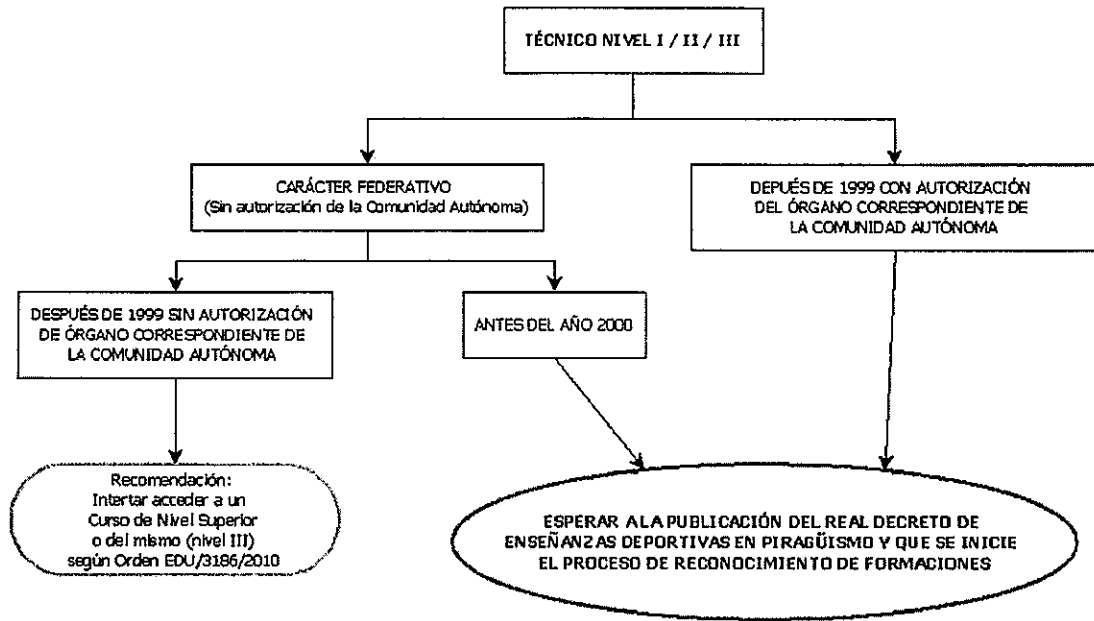 TÉCNICO NIVEL I / II / III
CARÁCTER FEDERATIVO
(Sin autorización de la Comunidad Autónoma)
DEPUÉS DE 1999 CON AUTORIZACIÓN
DEL ÓRGANO CORRESPONDIENTE DE
LA COMUNIDAD AUTÓNOMA
DESPUÉS DE 1999 SIN AUTORIZACIÓN
DE ÓRGANO CORRESPONDIENTE DE
LA COMUNIDAD AUTÓNOMA
ANTES DEL AÑO 2000
Recomendación:
Intertar acceder a un
Curso de Nivel Superior
o del mismo (nivel III)
según Orden EDU/3186/2010
ESPERAR A LA PUBLICACIÓN DEL REAL DECRETO DE
ENSEÑANZAS DEPORTIVAS EN PIRAGÜISMO Y QUE SE INICIE
EL PROCESO DE RECONOCIMIENTO DE FORMACIONES